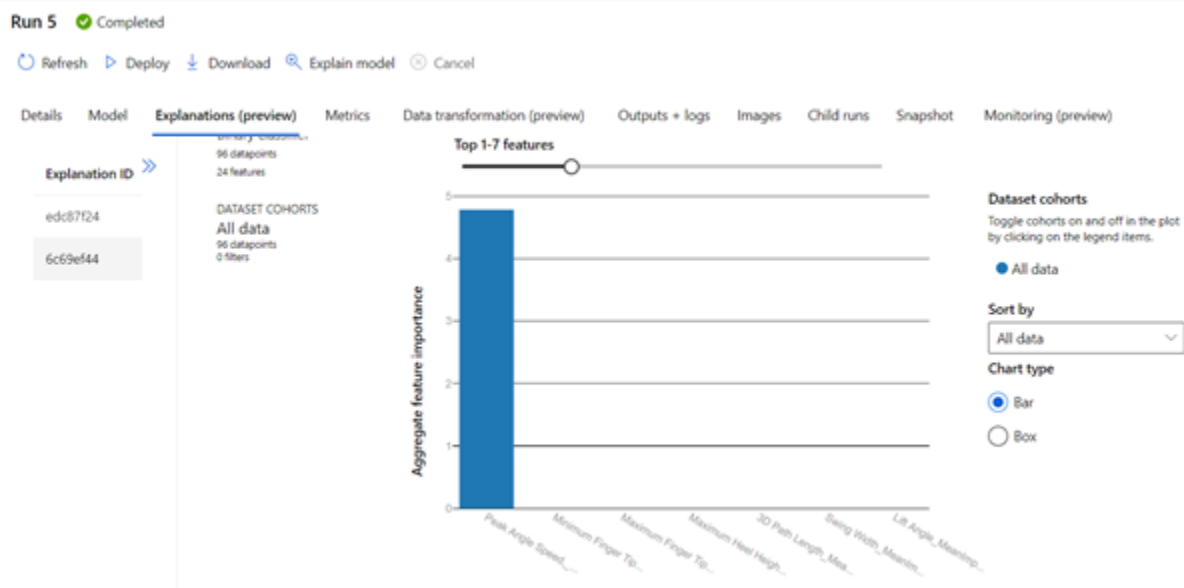 Run 5 Completed
Refresh Deploy Download Explain model Cancel
Details Model Explanations (preview) Metrics Data transformation (preview) Outputs + logs Images Child runs Snapshot Monitoring (preview)
Explanation ID
edc87f24
6c69ef44
Binary Classifier
96 datapoints
24 features
DATASET COHORTS
All data
96 datapoints
0 filters
Top 1-7 features
Aggregate feature importance
5
4
3
2
1
0
Peak Angle Speed_...
Minimum Finger Tip...
Maximum Finger Tip...
Maximum Heel Heigh...
3D Path Length_Mea...
Swing Width_Meanim...
Lift Angle_Meanimp...
Dataset cohorts
Toggle cohorts on and off in the plot
by clicking on the legend items.
All data
Sort by
All data
Chart type
Bar
Box